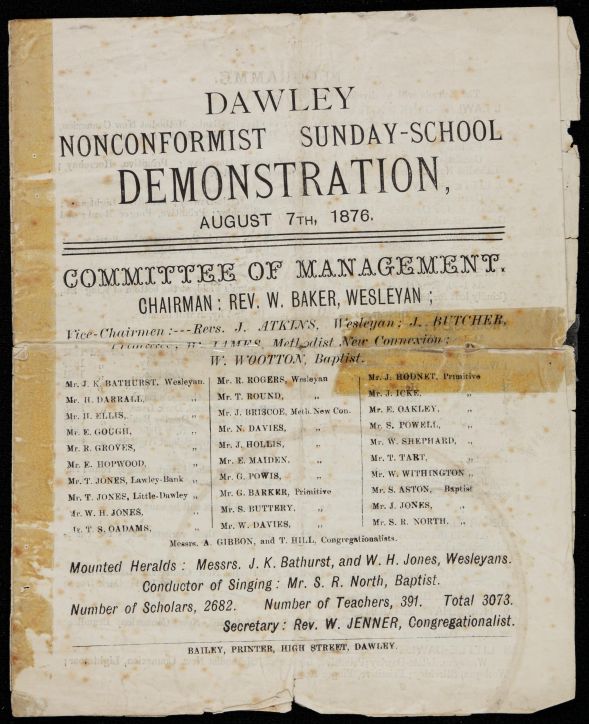 DAWLEY
NONCONFORMIST SUNDAY-SCHOOL
DEMONSTRATION,
AUGUST 7TH, 1876.
COMMITTEE OF MANAGEMENT.
CHAIRMAN: REV. W. BAKER, WESLEYAN;
Vice-Chairmen:---Revs. J. ATKINS, Wesleyan; J. BUTCHER,
W. JAMES, Methodist New Connexion;
W. WOOTTON, Baptist.
Mr. J. K. BATHURST, Wesleyan.
Mr. H. DARRALL, „
Mr. H. ELLIS, „
Mr. E. GOUGH, „
Mr. R. GROVES, „
Mr. E. HOPWOOD, „
Mr. T. JONES, Lawley-Bank „
Mr. T. JONES, Little-Dawley „
Mr. W. H. JONES, „
Mr. T. S. OADAMS, „
Mr. R. ROGERS, Wesleyan
Mr. T. ROUND, „
Mr. J. BRISCOE, Meth. New Con.
Mr. N. DAVIES, „
Mr. J. HOLLIS, „
Mr. E. MAIDEN, „
Mr. G. POWIS, „
Mr. G. BARKER, Primitive
Mr. S. BUTTERY, „
Mr. W. DAVIES, „
Mr. J. HODNET, Primitive
Mr. J. ICKE, „
Mr. E. OAKLEY, „
Mr. S. POWELL, „
Mr. W. SHEPHARD, „
Mr. T. TART, „
Mr. W. WITHINGTON „
Mr. S. ASTON, Baptist
Mr. J. JONES, „
Mr. S. R. NORTH, „
Messrs. A. GIBBON, and T. HILL, Congregationalists.
Mounted Heralds: Messrs. J. K. Bathurst, and W. H. Jones, Wesleyans.
Conductor of Singing: Mr. S. R. North, Baptist.
Number of Scholars, 2682. Number of Teachers, 391. Total 3073.
Secretary: Rev. W. JENNER, Congregationalist.
BAILEY, PRINTER, HIGH STREET, DAWLEY.